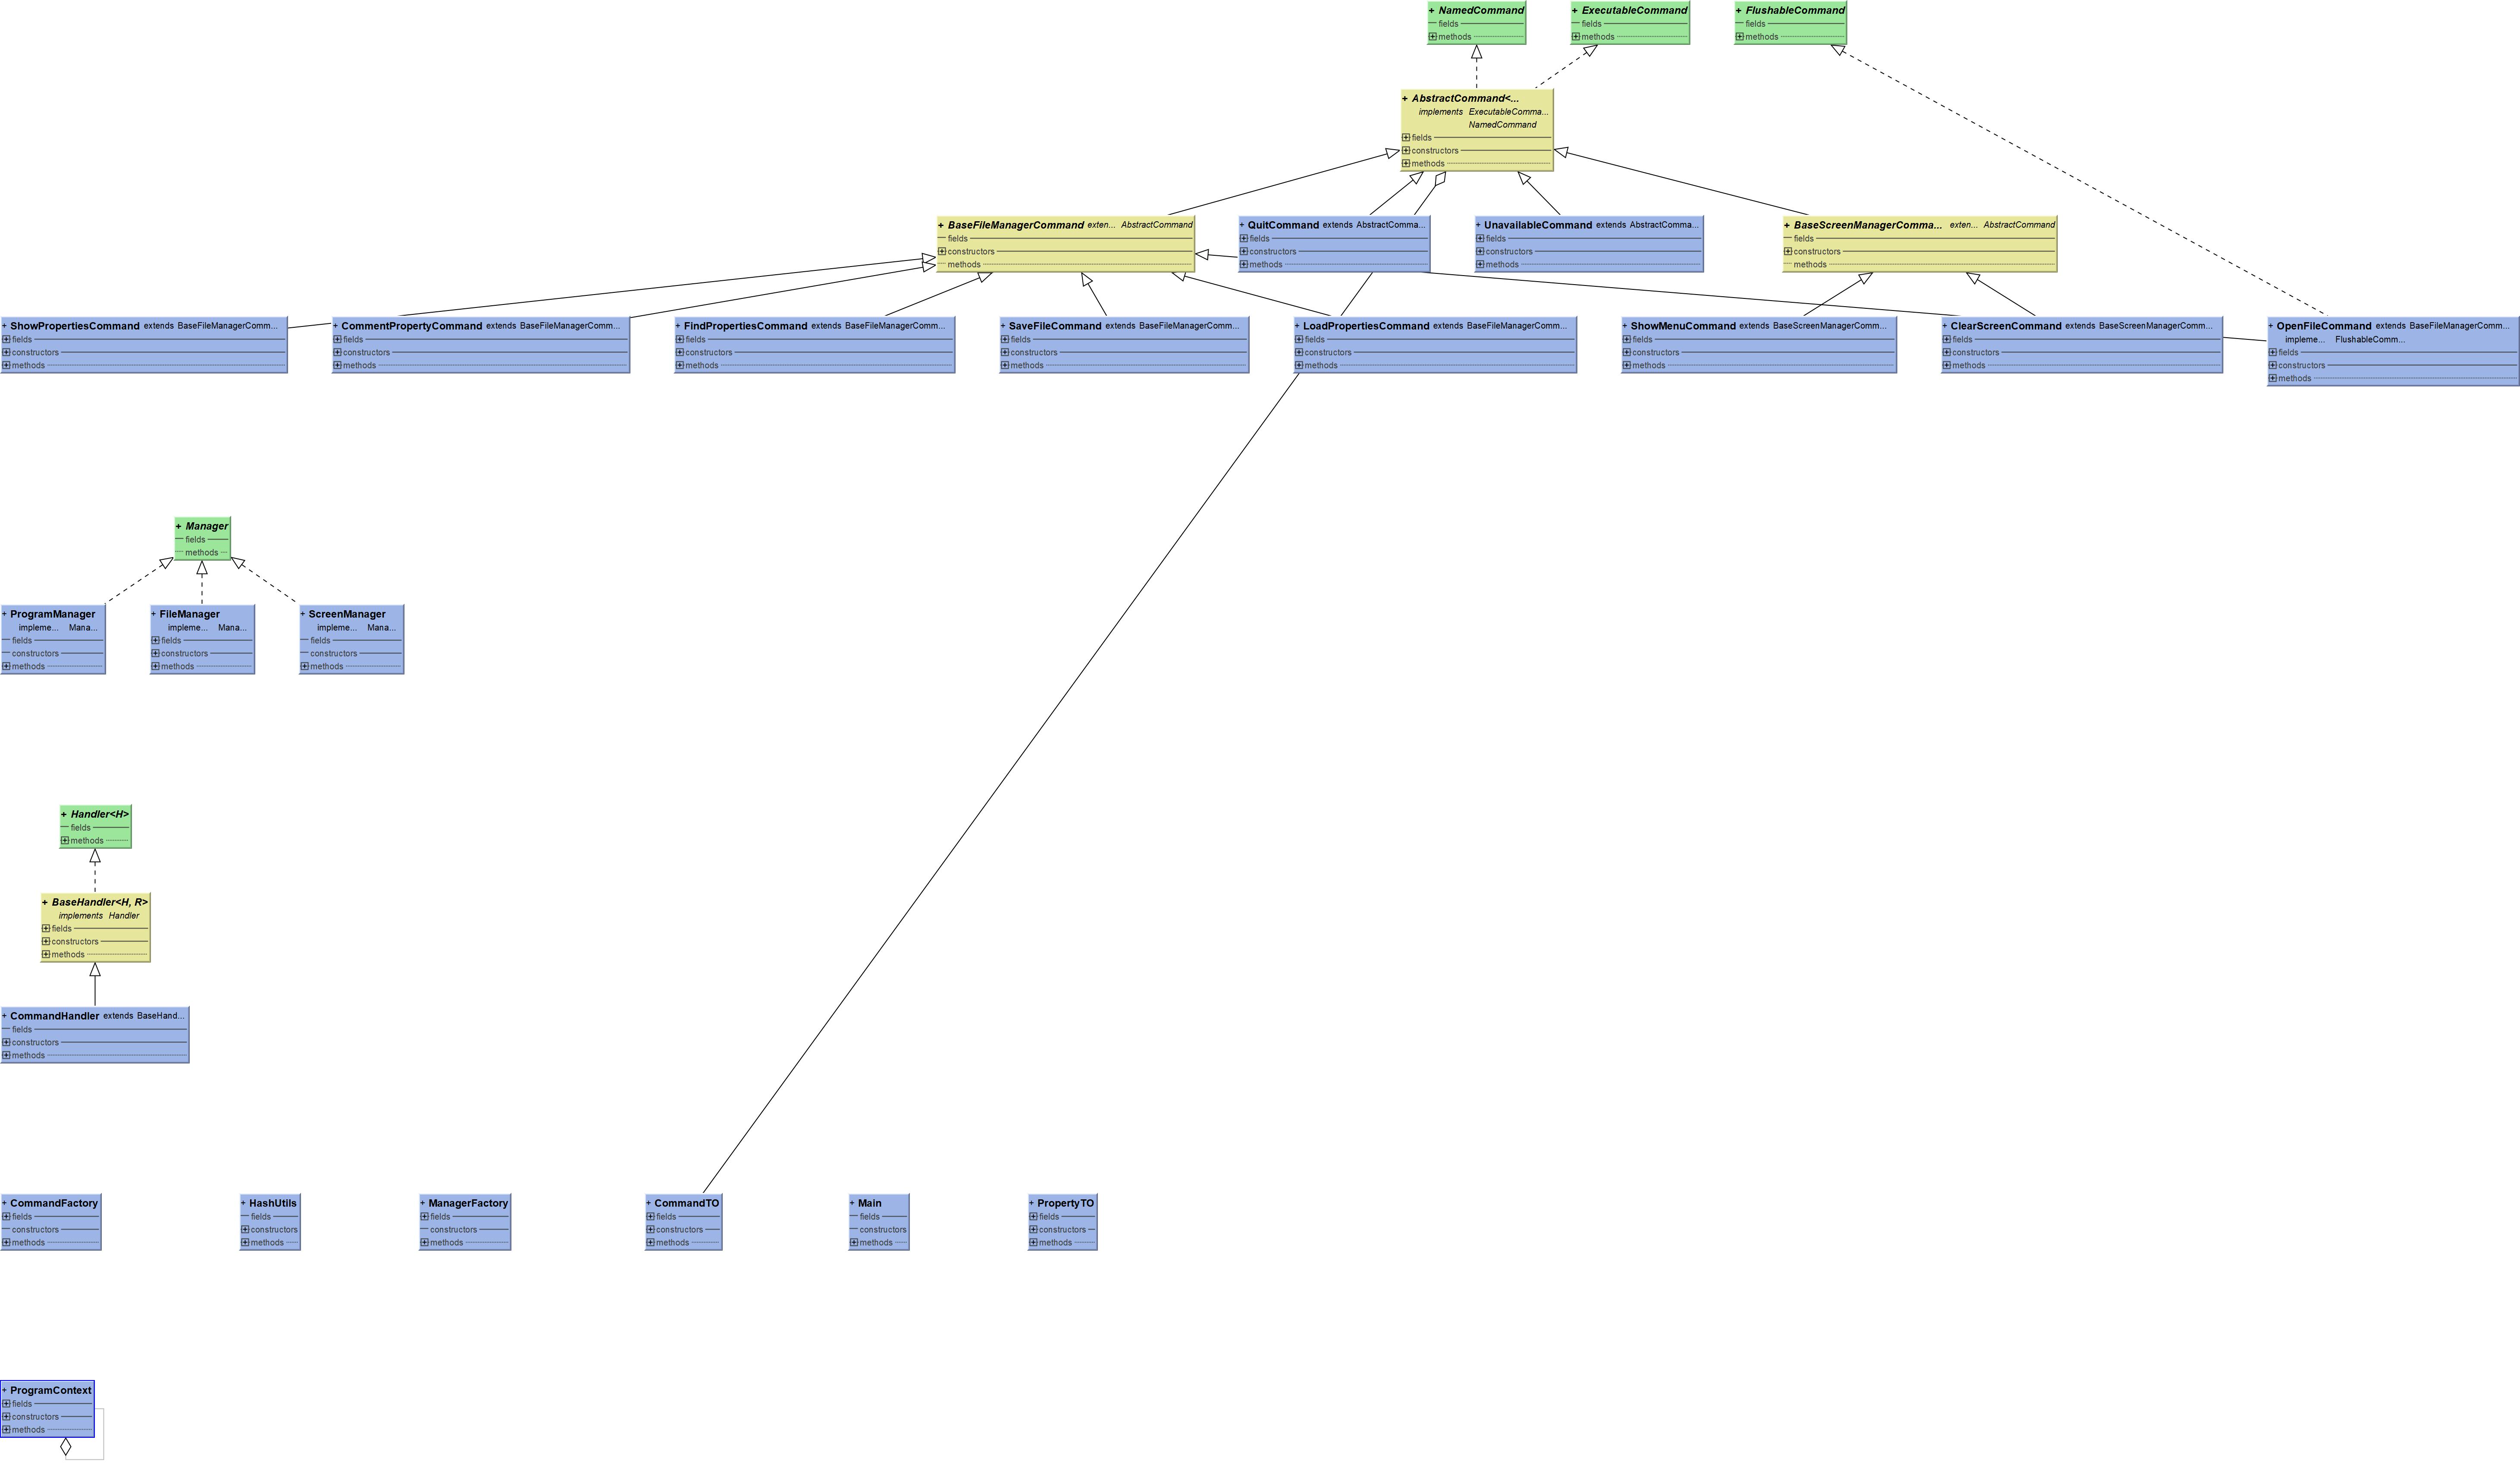 + NamedCommand
fields
methods
+ ExecutableCommand
fields
methods
+ FlushableCommand
fields
methods
+ AbstractCommand<...
implements ExecutableComma...
NamedCommand
fields
constructors
methods
+ BaseFileManagerCommand exten... AbstractCommand
fields
constructors
methods
+ QuitCommand extends AbstractComma...
fields
constructors
methods
+ UnavailableCommand extends AbstractComma...
fields
constructors
methods
+ BaseScreenManagerComma... exten... AbstractCommand
fields
constructors
methods
+ ShowPropertiesCommand extends BaseFileManagerComm...
fields
constructors
methods
+ CommentPropertyCommand extends BaseFileManagerComm...
fields
constructors
methods
+ FindPropertiesCommand extends BaseFileManagerComm...
fields
constructors
methods
+ SaveFileCommand extends BaseFileManagerComm...
fields
constructors
methods
+ LoadPropertiesCommand extends BaseFileManagerComm...
fields
constructors
methods
+ ShowMenuCommand extends BaseScreenManagerComm...
fields
constructors
methods
+ ClearScreenCommand extends BaseScreenManagerComm...
fields
constructors
methods
+ OpenFileCommand extends BaseFileManagerComm...
impleme... FlushableComm...
fields
constructors
methods
+ Manager
fields
methods
+ ProgramManager
impleme... Mana...
fields
constructors
methods
+ FileManager
impleme... Mana...
fields
constructors
methods
+ ScreenManager
impleme... Mana...
fields
constructors
methods
+ Handler<H>
fields
methods
+ BaseHandler<H, R>
implements Handler
fields
constructors
methods
+ CommandHandler extends BaseHand...
fields
constructors
methods
+ CommandFactory
fields
constructors
methods
+ HashUtils
fields
constructors
methods
+ ManagerFactory
fields
constructors
methods
+ CommandTO
fields
constructors
methods
+ Main
fields
constructors
methods
+ PropertyTO
fields
constructors
methods
+ ProgramContext
fields
constructors
methods